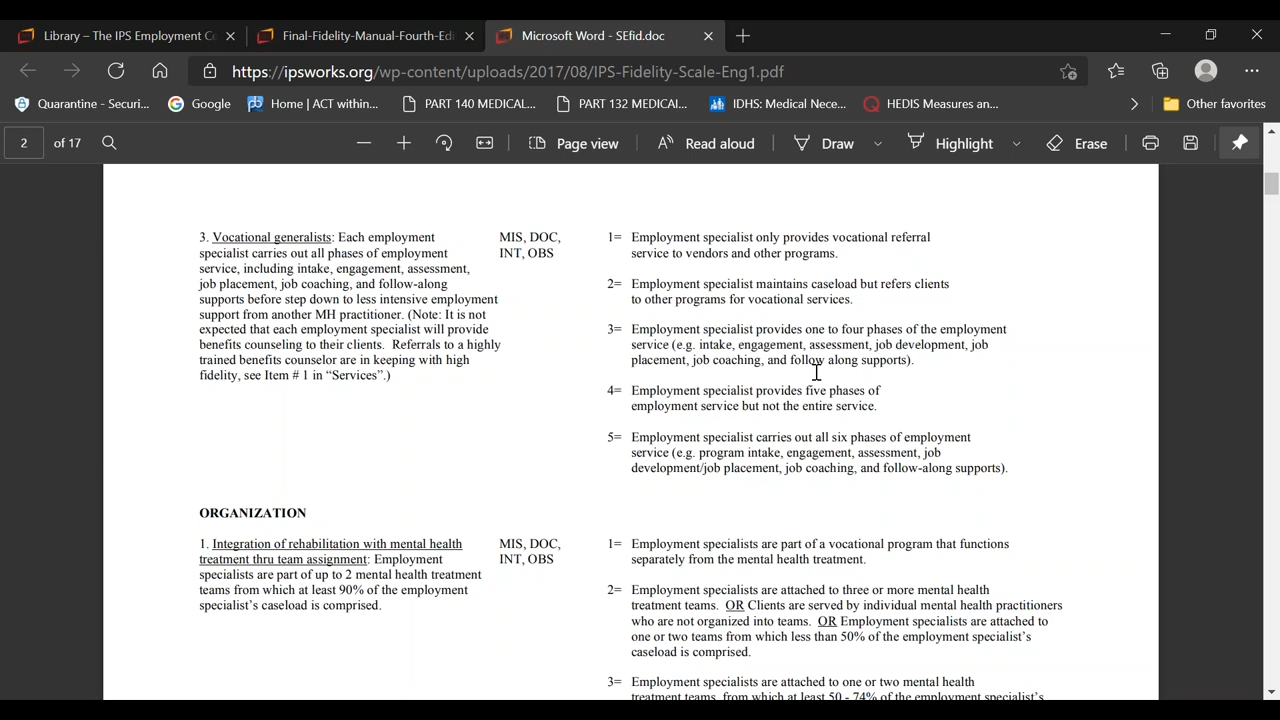 Library – The IPS Employment Ce
Final-Fidelity-Manual-Fourth-Edi
Microsoft Word - SEfid.doc
https://ipsworks.org/wp-content/uploads/2017/08/IPS-Fidelity-Scale-Eng1.pdf
Quarantine - Securi...
Google
Home | ACT within...
PART 140 MEDICAL...
PART 132 MEDICAI...
IDHS: Medical Nece...
HEDIS Measures an...
Other favorites
2 of 17
Page view
Read aloud
Draw
Highlight
Erase
3. Vocational generalists: Each employment
specialist carries out all phases of employment
service, including intake, engagement, assessment,
job placement, job coaching, and follow-along
supports before step down to less intensive employment
support from another MH practitioner. (Note: It is not
expected that each employment specialist will provide
benefits counseling to their clients. Referrals to a highly
trained benefits counselor are in keeping with high
fidelity, see Item # 1 in “Services”.)
MIS, DOC,
INT, OBS
1= Employment specialist only provides vocational referral
service to vendors and other programs.
2= Employment specialist maintains caseload but refers clients
to other programs for vocational services.
3= Employment specialist provides one to four phases of the employment
service (e.g. intake, engagement, assessment, job development, job
placement, job coaching, and follow along supports).
4= Employment specialist provides five phases of
employment service but not the entire service.
5= Employment specialist carries out all six phases of employment
service (e.g. program intake, engagement, assessment, job
development/job placement, job coaching, and follow-along supports).
ORGANIZATION
1. Integration of rehabilitation with mental health
treatment thru team assignment: Employment
specialists are part of up to 2 mental health treatment
teams from which at least 90% of the employment
specialist’s caseload is comprised.
MIS, DOC,
INT, OBS
1= Employment specialists are part of a vocational program that functions
separately from the mental health treatment.
2= Employment specialists are attached to three or more mental health
treatment teams. OR Clients are served by individual mental health practitioners
who are not organized into teams. OR Employment specialists are attached to
one or two teams from which less than 50% of the employment specialist’s
caseload is comprised.
3= Employment specialists are attached to one or two mental health
treatment teams, from which at least 50 - 74% of the employment specialist’s